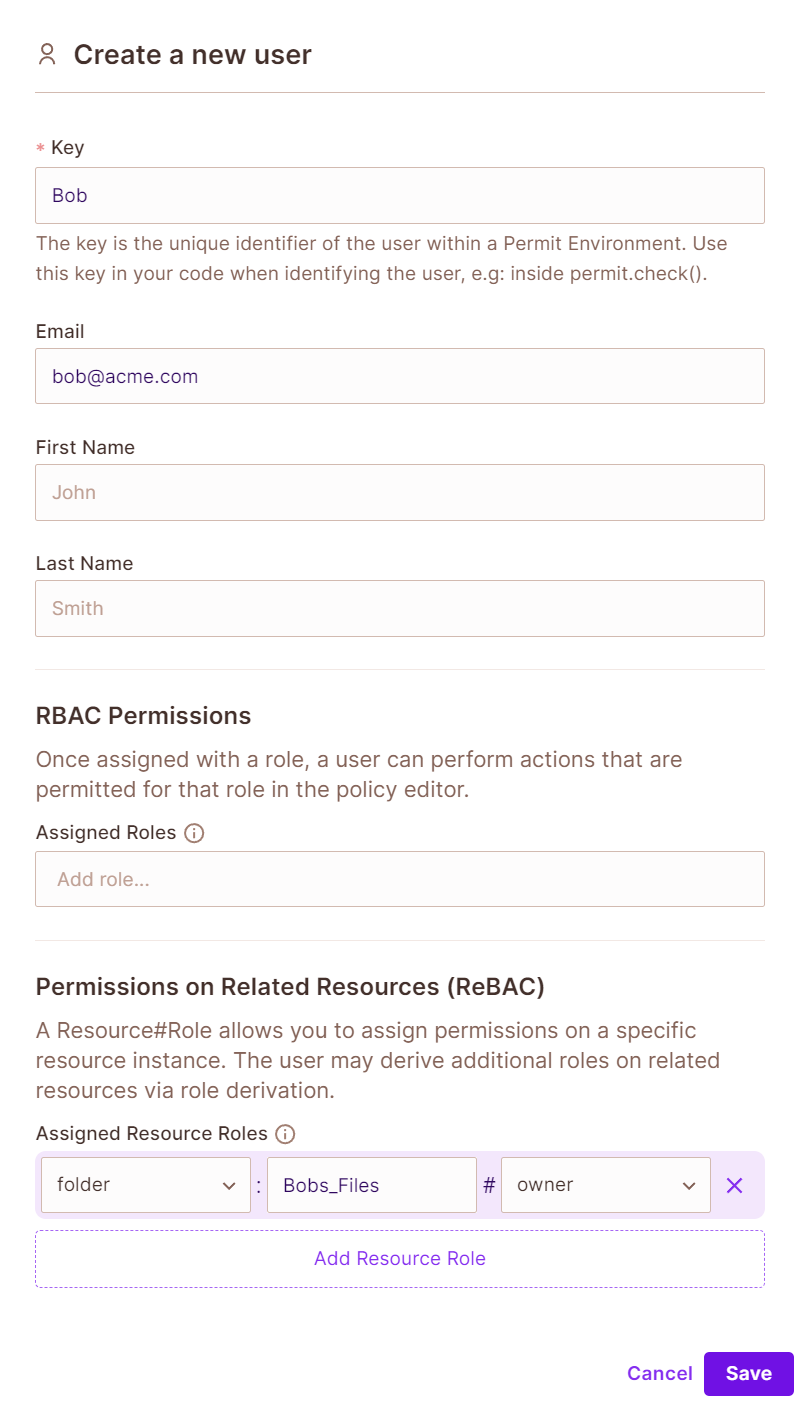 Create a new user
* Key
Bob
The key is the unique identifier of the user within a Permit Environment. Use
this key in your code when identifying the user, e.g: inside permit.check().
Email
bob@acme.com
First Name
John
Last Name
Smith
RBAC Permissions
Once assigned with a role, a user can perform actions that are
permitted for that role in the policy editor.
Assigned Roles
Add role...
Permissions on Related Resources (ReBAC)
A Resource#Role allows you to assign permissions on a specific
resource instance. The user may derive additional roles on related
resources via role derivation.
Assigned Resource Roles
folder : Bobs_Files # owner
Add Resource Role
Cancel Save